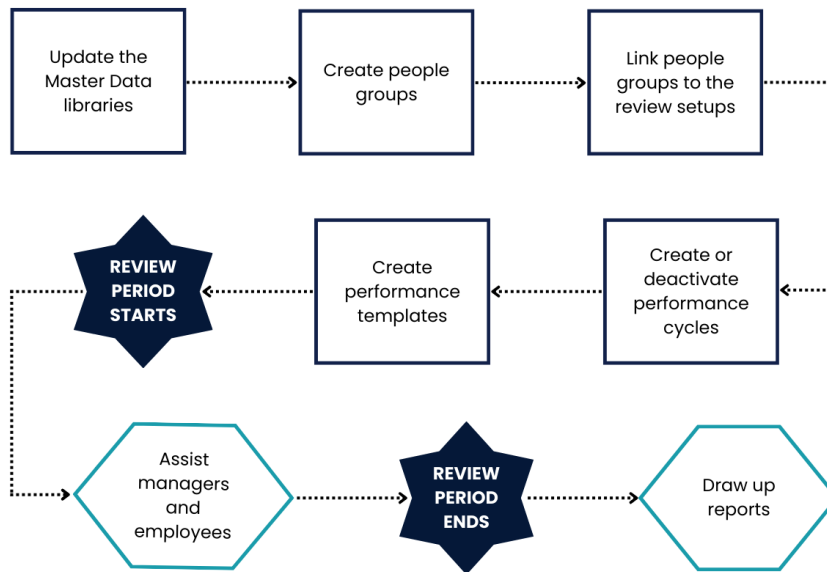 Update the
Master Data
libraries
Create people
groups
Link people
groups to the
review setups
REVIEW
PERIOD
STARTS
Create
performance
templates
Create or
deactivate
performance
cycles
Assist
managers
and
employees
REVIEW
PERIOD
ENDS
Draw up
reports